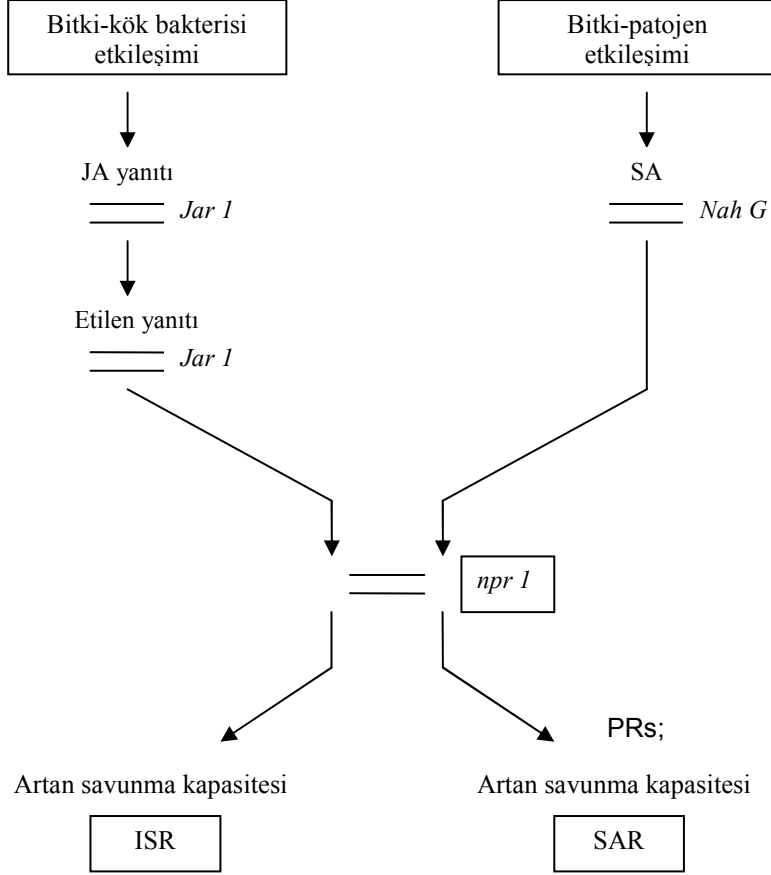 Bitki-kök bakterisi
etkileşimi
Bitki-patojen
etkileşimi
JA yanıtı
Jar 1
SA
Nah G
Etilen yanıtı
Jar 1
npr 1
PRs;
Artan savunma kapasitesi
Artan savunma kapasitesi
ISR
SAR